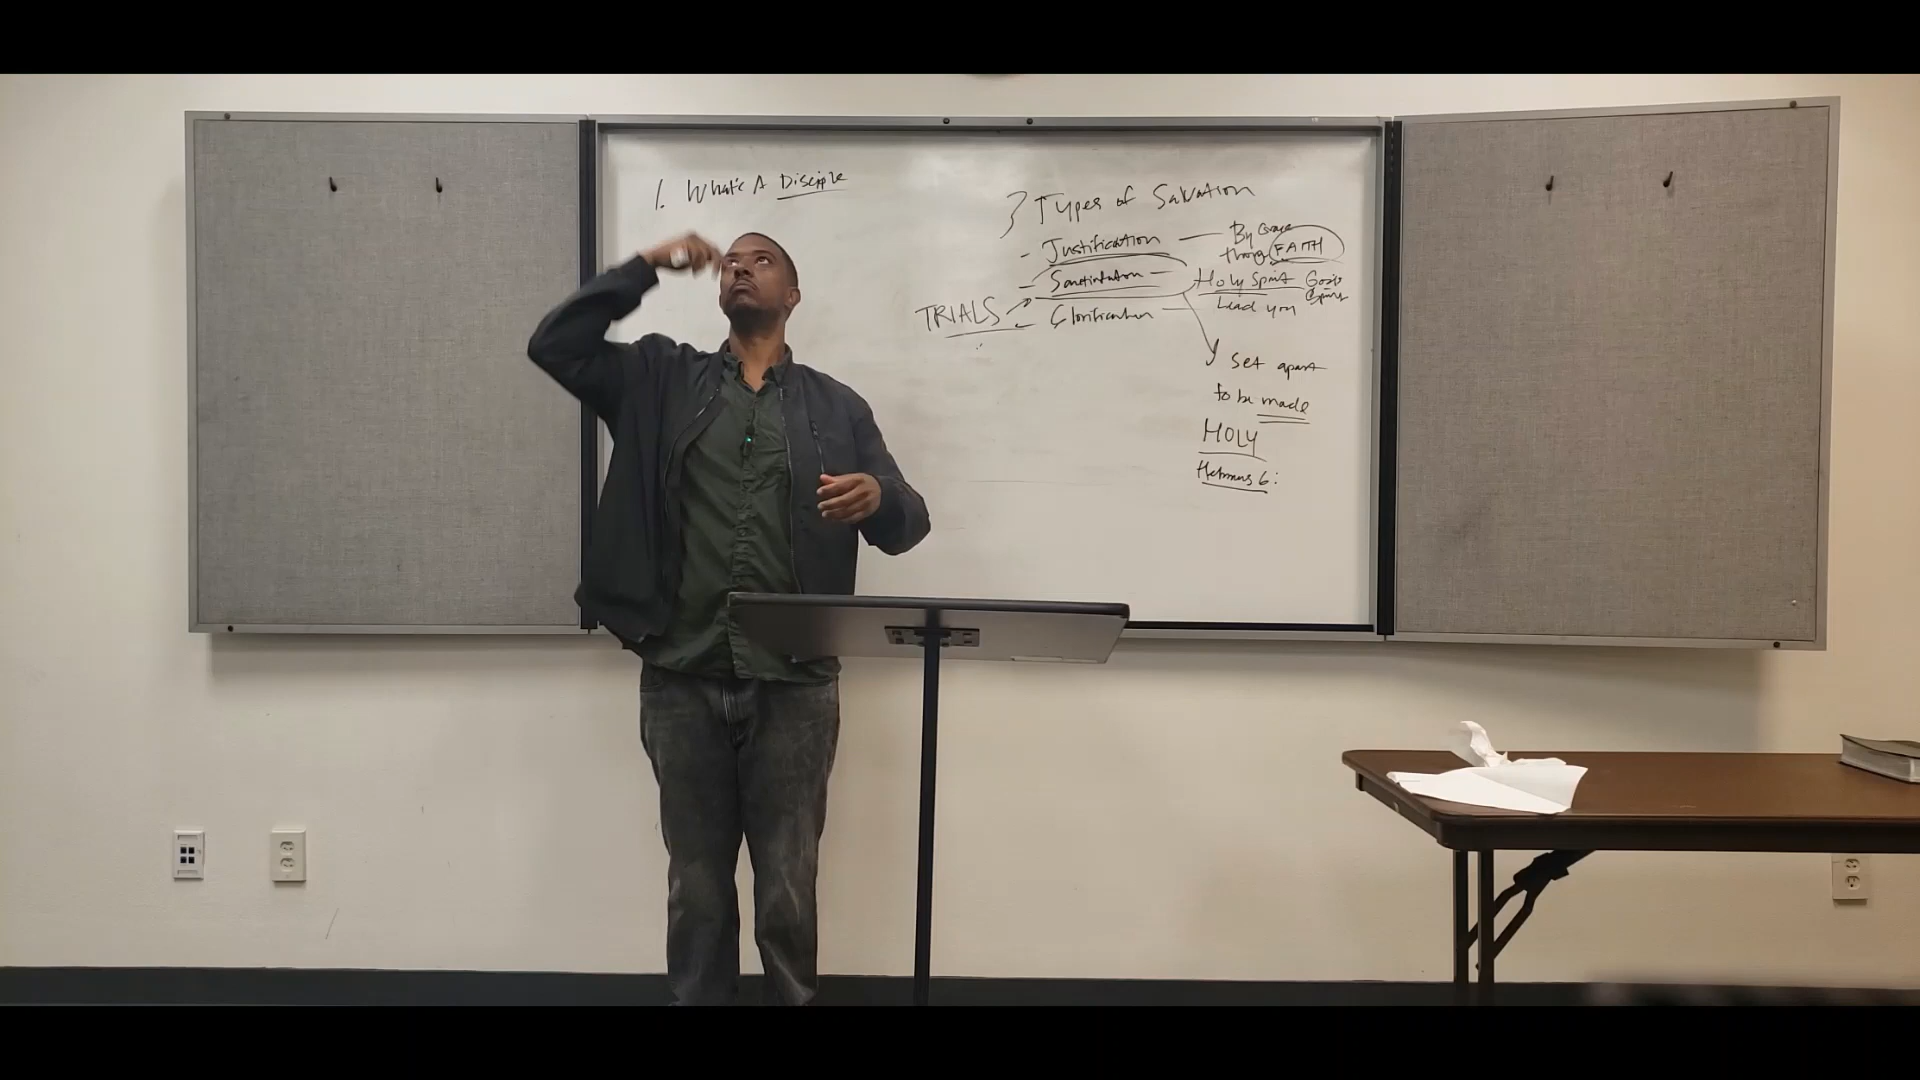 1. What's A Disciple
3 Types of Salvation
- Justification — By Grace
through FAITH
- Sanctification — Holy Spirit God's Spirit
Lead you
TRIALS
- Glorification
set apart
to be made
HOLY
Hebrews 6: